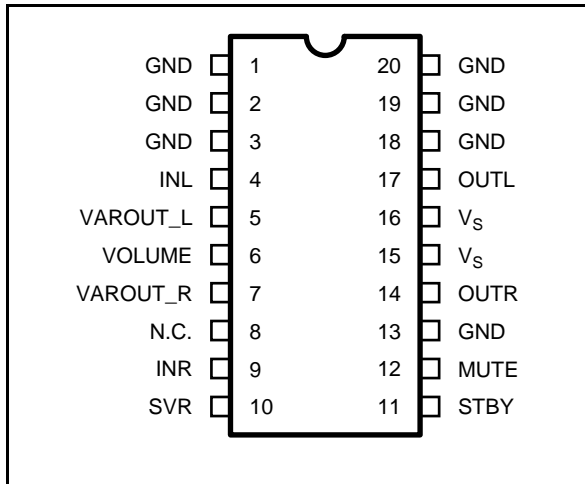 GND 1 20 GND
GND 2 19 GND
GND 3 18 GND
INL 4 17 OUTL
VAROUT_L 5 16 VS
VOLUME 6 15 VS
VAROUT_R 7 14 OUTR
N.C. 8 13 GND
INR 9 12 MUTE
SVR 10 11 STBY